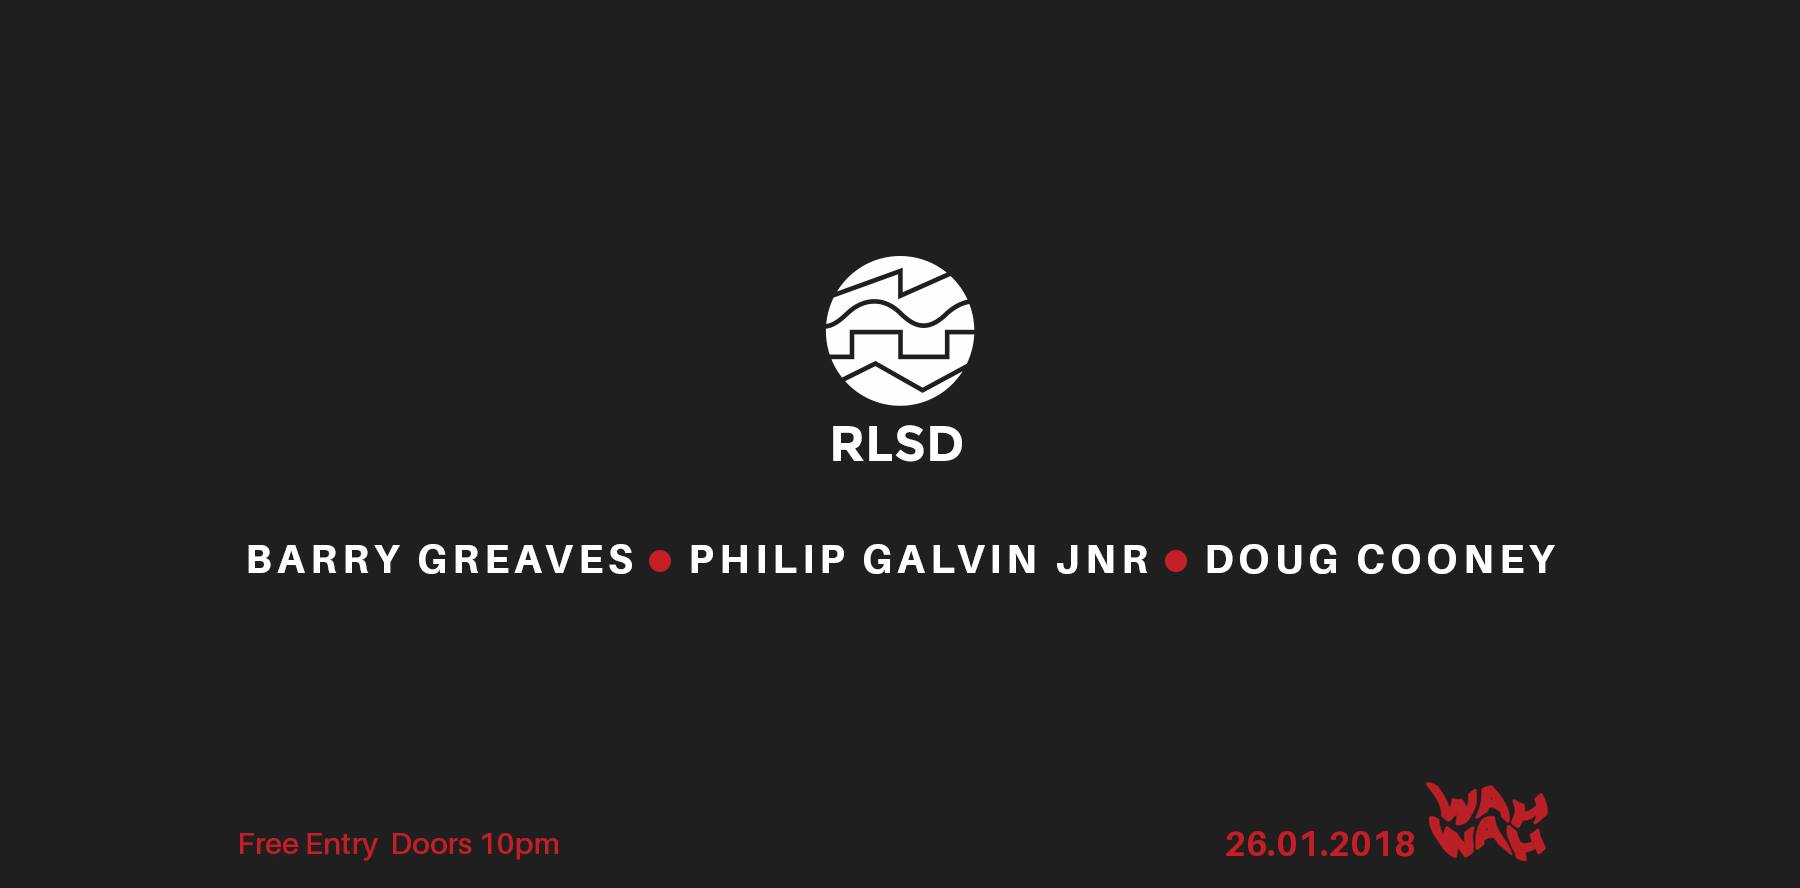 RLSD
BARRY GREAVES ● PHILIP GALVIN JNR ● DOUG COONEY
Free Entry Doors 10pm
26.01.2018
WAH
WAH